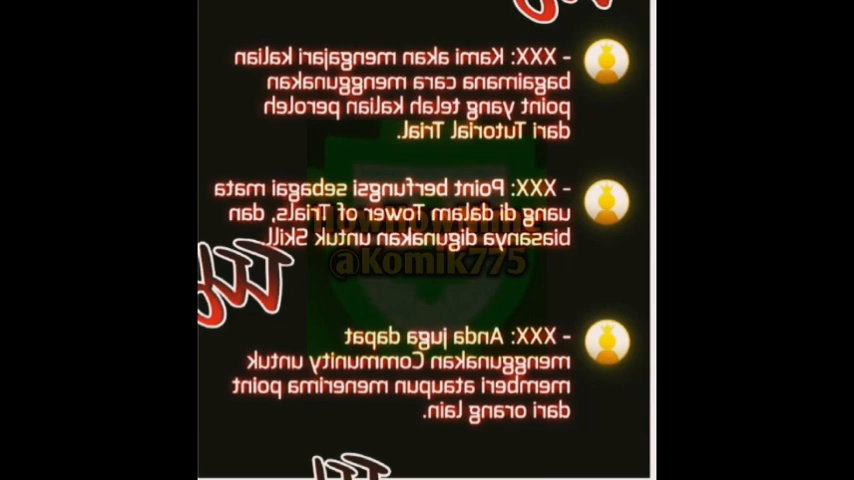 - XXX: Kami akan mengajari kalian
bagaimana cara menggunakan
point yang telah kalian peroleh
dari Tutorial Trial.
- XXX: Point berfungsi sebagai mata
uang di dalam Tower of Trials, dan
biasanya digunakan untuk Skill.
@Komik775
- XXX: Anda juga dapat
menggunakan Community untuk
memberi ataupun menerima point
dari orang lain.